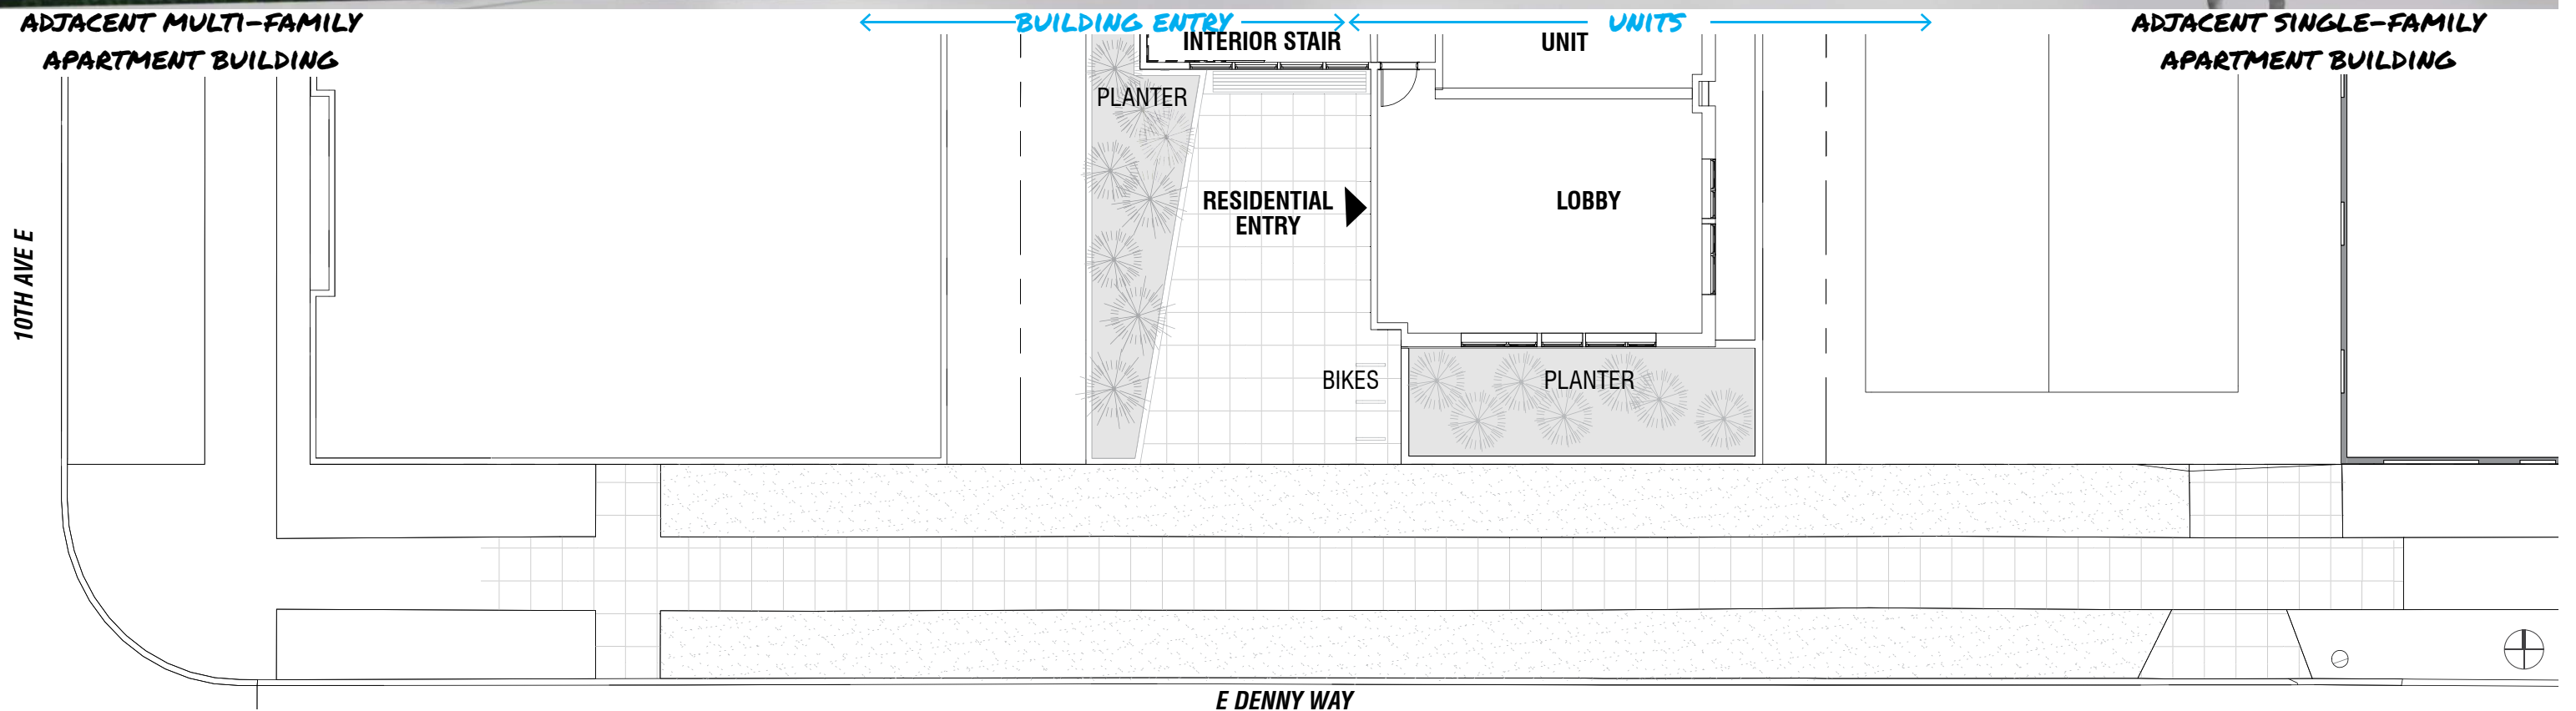 ADJACENT MULTI-FAMILY
APARTMENT BUILDING
BUILDING ENTRY
UNITS
ADJACENT SINGLE-FAMILY
APARTMENT BUILDING
INTERIOR STAIR
UNIT
PLANTER
RESIDENTIAL
ENTRY
LOBBY
10TH AVE E
BIKES
PLANTER
E DENNY WAY